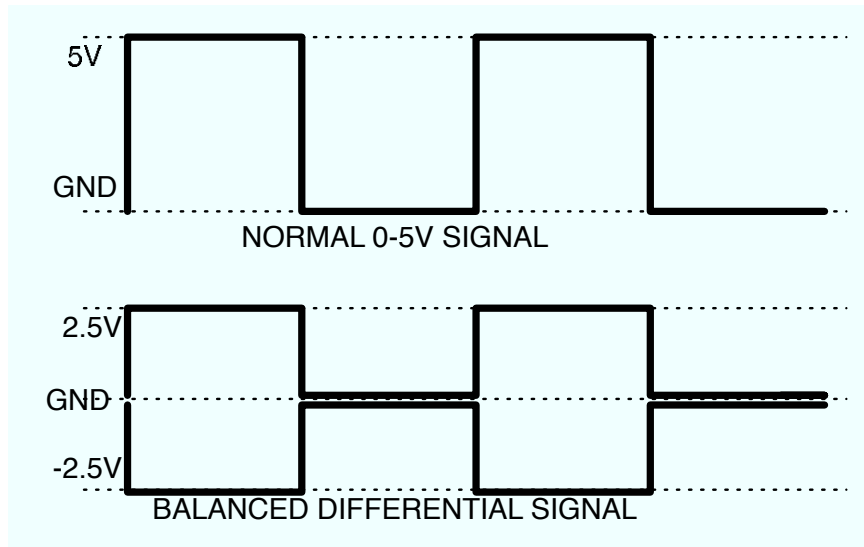 5V
GND
NORMAL 0-5V SIGNAL
2.5V
GND
-2.5V
BALANCED DIFFERENTIAL SIGNAL